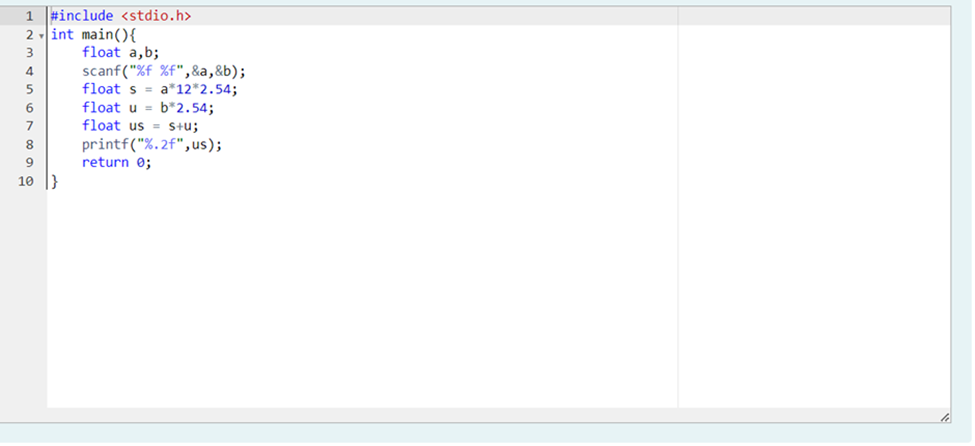 1 #include <stdio.h>
2 int main(){
3 float a,b;
4 scanf("%f %f",&a,&b);
5 float s = a*12*2.54;
6 float u = b*2.54;
7 float us = s+u;
8 printf("%.2f",us);
9 return 0;
10 }